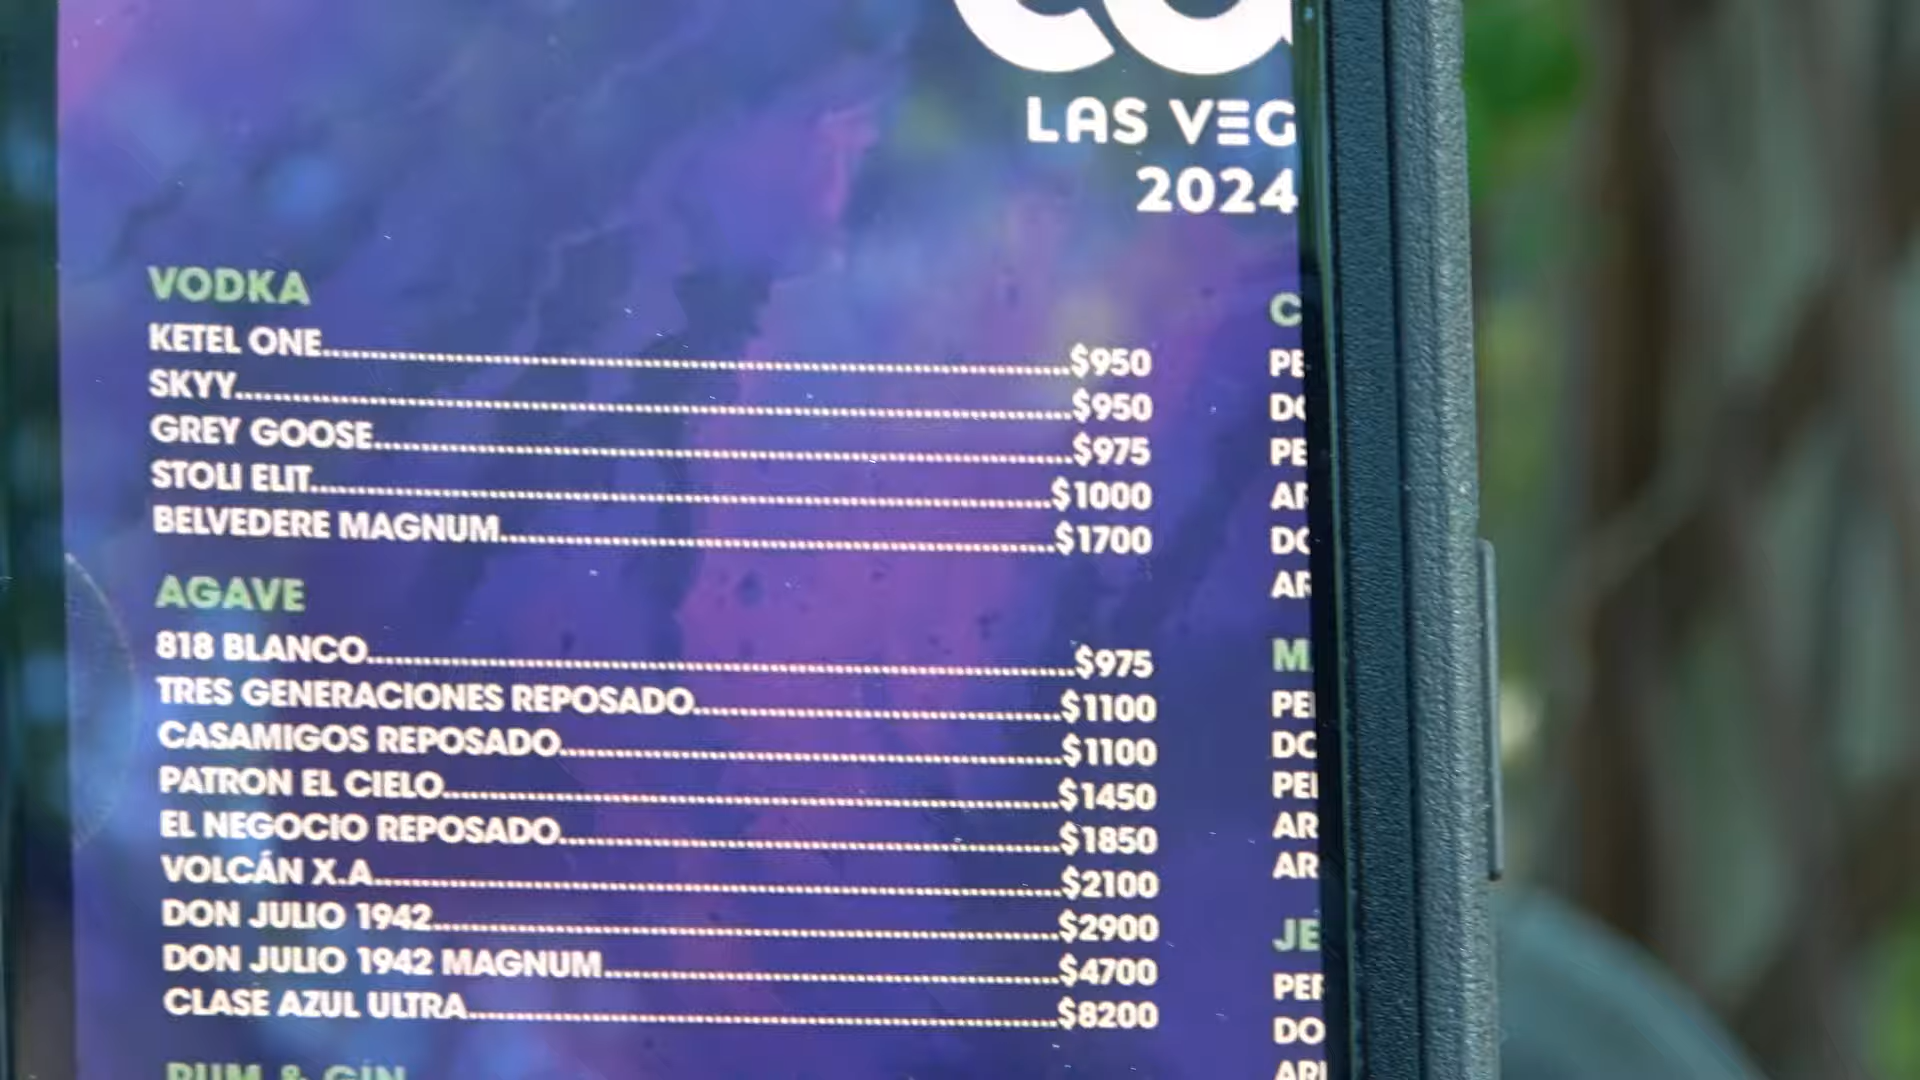 LAS VEG
2024
VODKA
KETEL ONE $950
SKYY $950
GREY GOOSE $975
STOLI ELIT $1000
BELVEDERE MAGNUM $1700
AGAVE
818 BLANCO $975
TRES GENERACIONES REPOSADO $1100
CASAMIGOS REPOSADO $1100
PATRON EL CIELO $1450
EL NEGOCIO REPOSADO $1850
VOLCÁN X.A $2100
DON JULIO 1942 $2900
DON JULIO 1942 MAGNUM $4700
CLASE AZUL ULTRA $8200
RUM & GIN